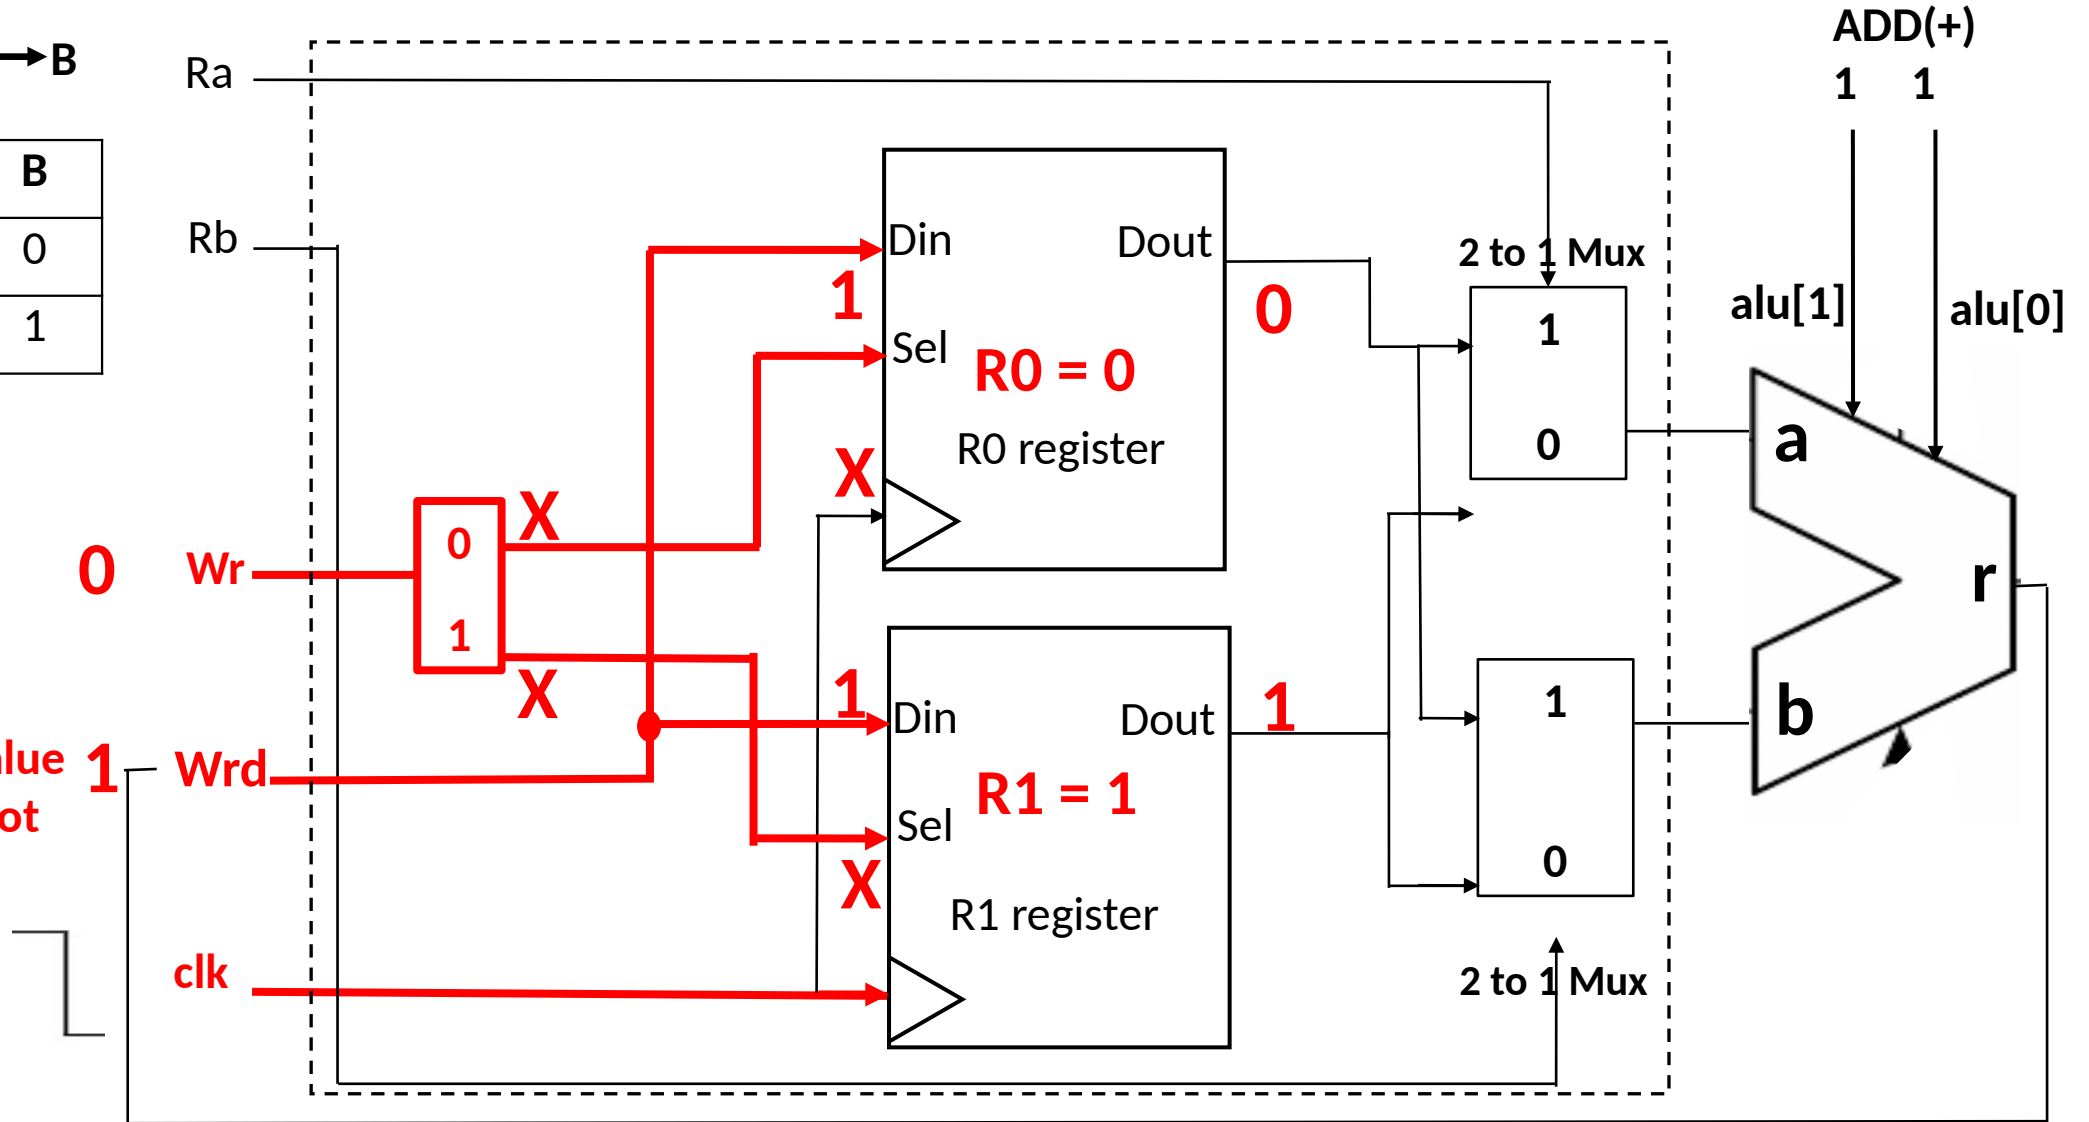 ADD(+)
1 1
B
Ra
B
0
1
Rb
Din
Dout
2 to 1 Mux
1
0
alu[1]
alu[0]
Sel
R0 = 0
1
0
R0 register
a
X
X
0
1
0
Wr
r
X
1
Din
Dout
1
1
0
b
1
Wrd
R1 = 1
Sel
X
R1 register
clk
2 to 1 Mux